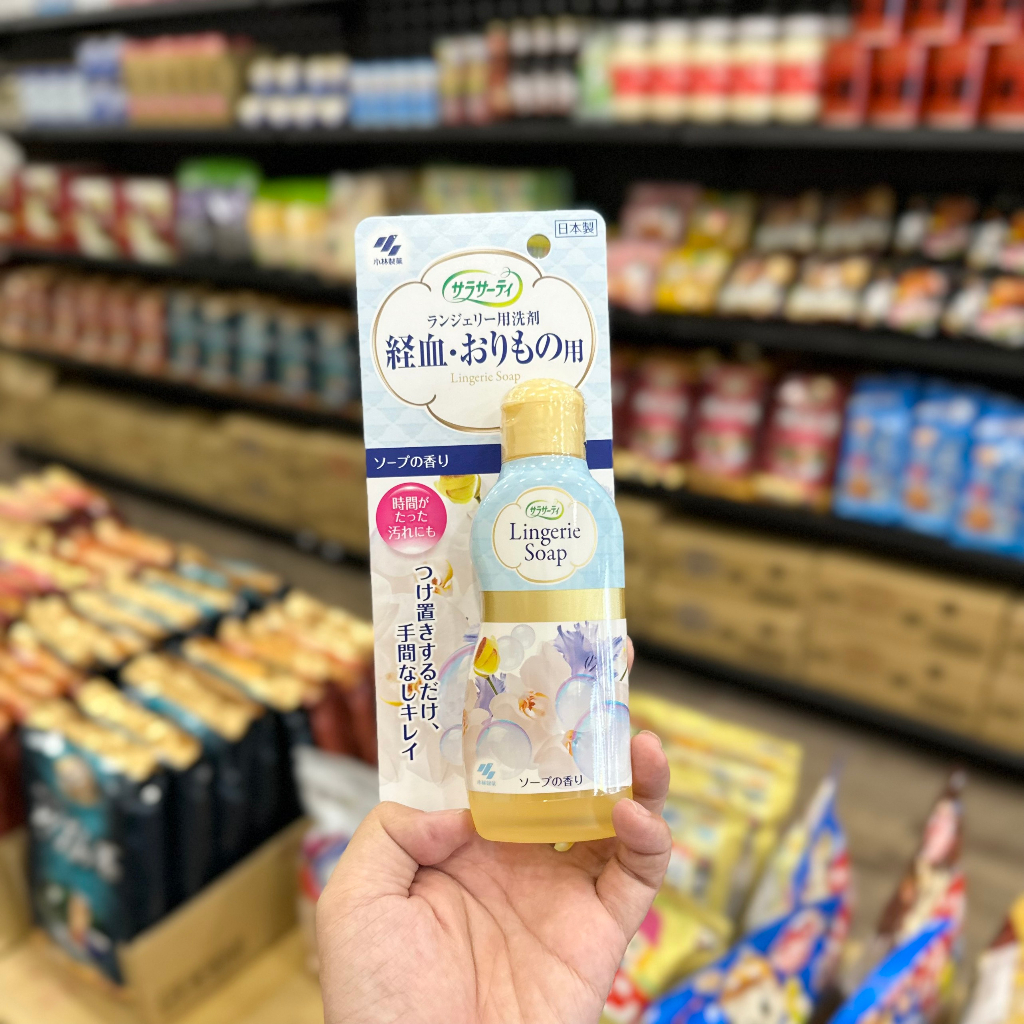 日本製
小林製薬
サラサーティ
ランジェリー用洗剤
経血・おりもの用
Lingerie Soap
ソープの香り
時間が
たった
汚れにも
つけ置きするだけ、
手間なしキレイ
サラサーティ
Lingerie
Soap
小林製薬
ソープの香り